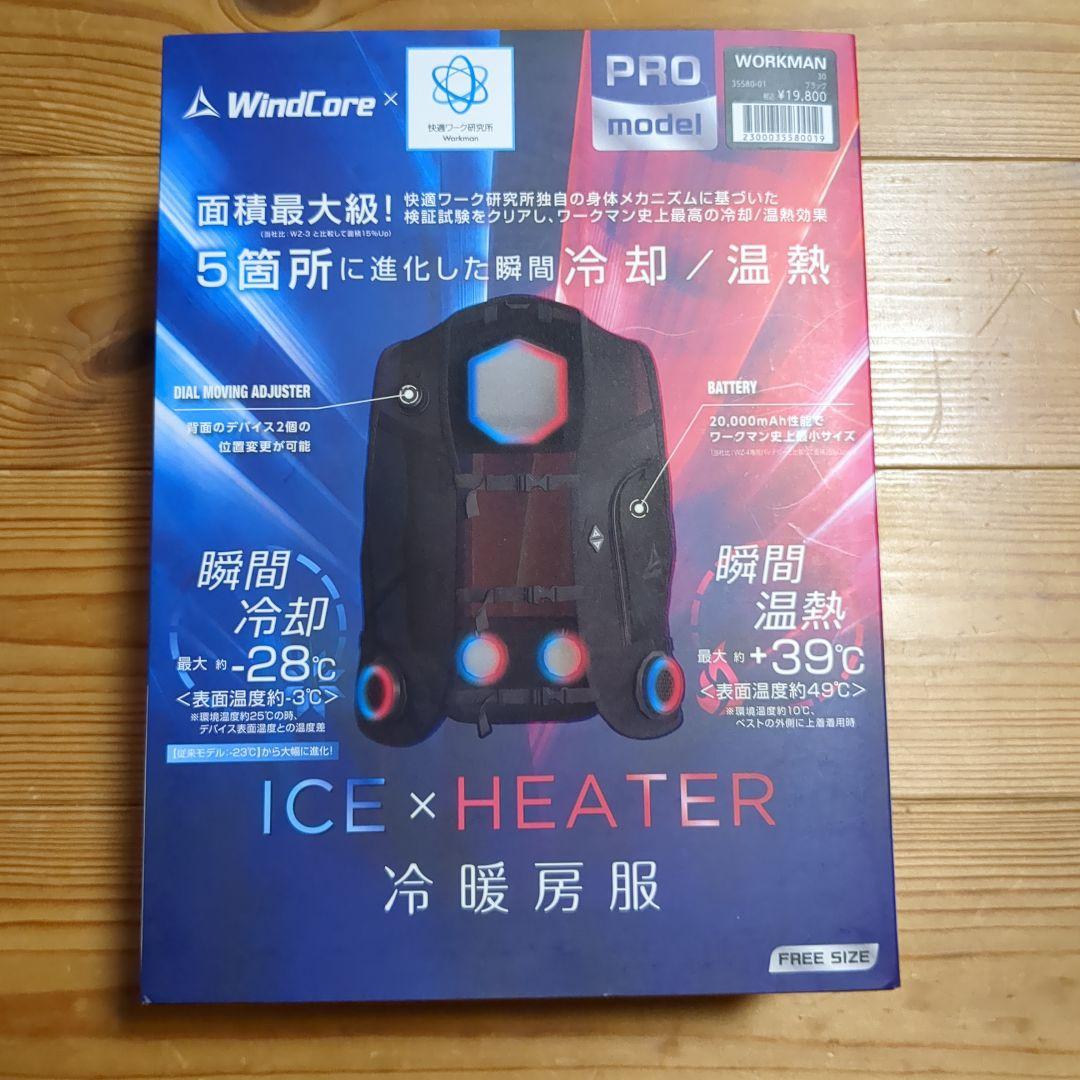 WindCore ×
快適ワーク研究所
Workman
PRO
model
WORKMAN
30
35580-01 ブラック
税込 ¥19,800
2300035580019
面積最大級!
(当社比:WZ-3 と比較して面積15%Up)
快適ワーク研究所独自の身体メカニズムに基づいた
検証試験をクリアし、ワークマン史上最高の冷却/温熱効果
5箇所に進化した瞬間 冷却/温熱
DIAL MOVING ADJUSTER
背面のデバイス2個の
位置変更が可能
BATTERY
20,000mAh性能で
ワークマン史上最小サイズ
瞬間
冷却
最大 約 -28℃
<表面温度約-3℃>
※環境温度約25℃の時、
デバイス表面温度との温度差
【従来モデル:-23℃】から大幅に進化!
瞬間
温熱
最大 約 +39℃
<表面温度約49℃>
※環境温度約10℃、
ベストの外側に上着着用時
ICE × HEATER
冷暖房服
FREE SIZE